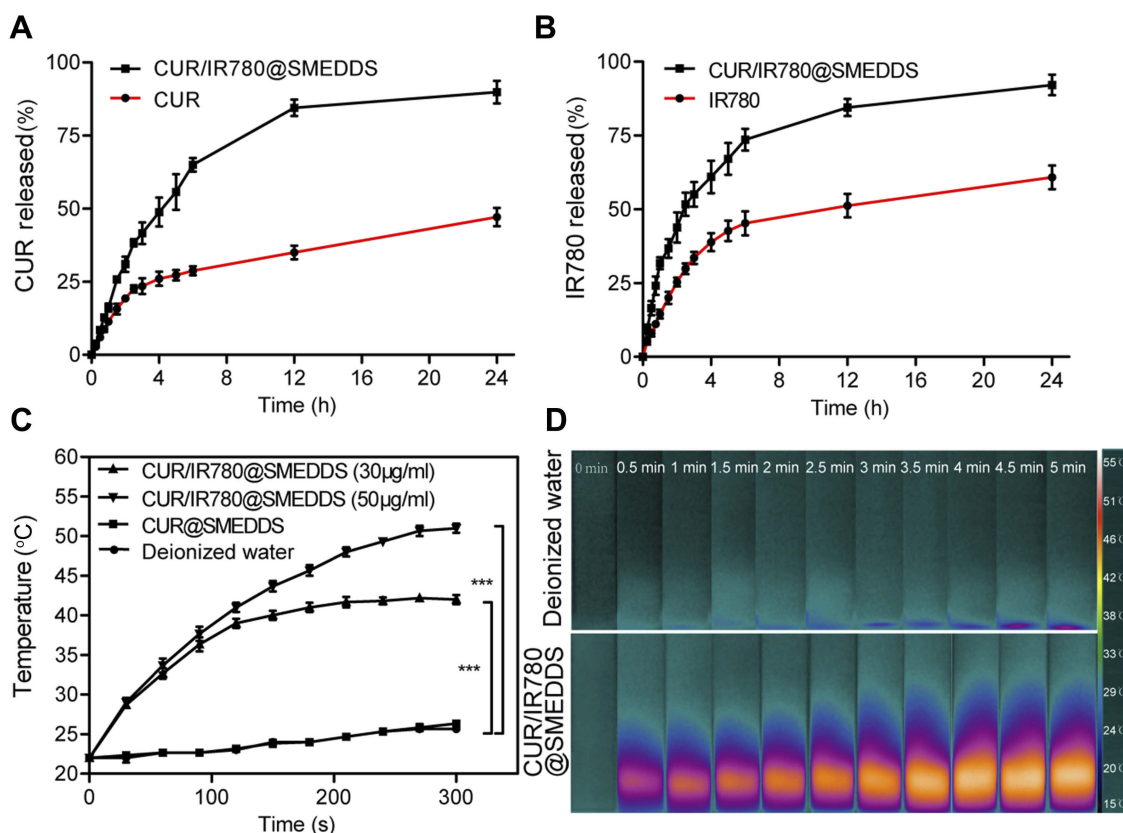 A
100
75
50
25
0
CUR released (%)
CUR/IR780@SMEDDS
CUR
0 4 8 12 16 20 24
Time (h)
B
100
75
50
25
0
IR780 released (%)
CUR/IR780@SMEDDS
IR780
0 4 8 12 16 20 24
Time (h)
C
60
55
50
45
40
35
30
25
20
Temperature (°C)
CUR/IR780@SMEDDS (30µg/ml)
CUR/IR780@SMEDDS (50µg/ml)
CUR@SMEDDS
Deionized water
***
***
0 100 200 300
Time (s)
D
Deionized water
0 min 0.5 min 1 min 1.5 min 2 min 2.5 min 3 min 3.5 min 4 min 4.5 min 5 min
CUR/IR780
@SMEDDS
55℃
51℃
46℃
42℃
38℃
33℃
29℃
24℃
20℃
15℃